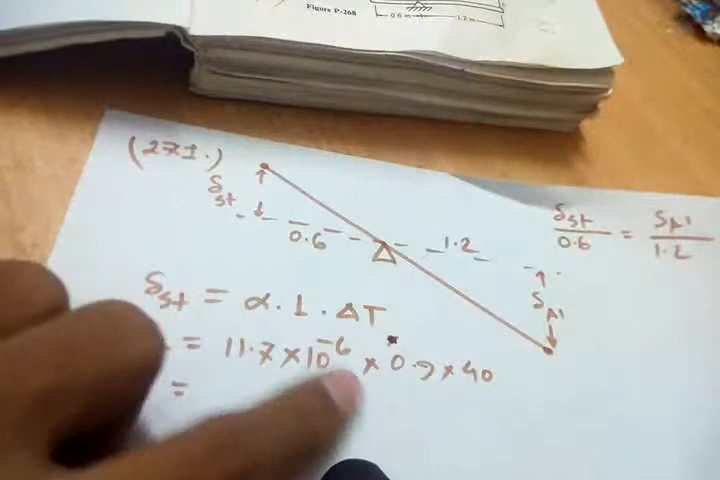 Figure P-268
0.6 m
1.2 m
(271.)
δst
0.6
1.2
δst/0.6 = δAl/1.2
δAl
δst = α. L. ΔT
= 11.7 × 10^-6 × 0.9 × 40
=